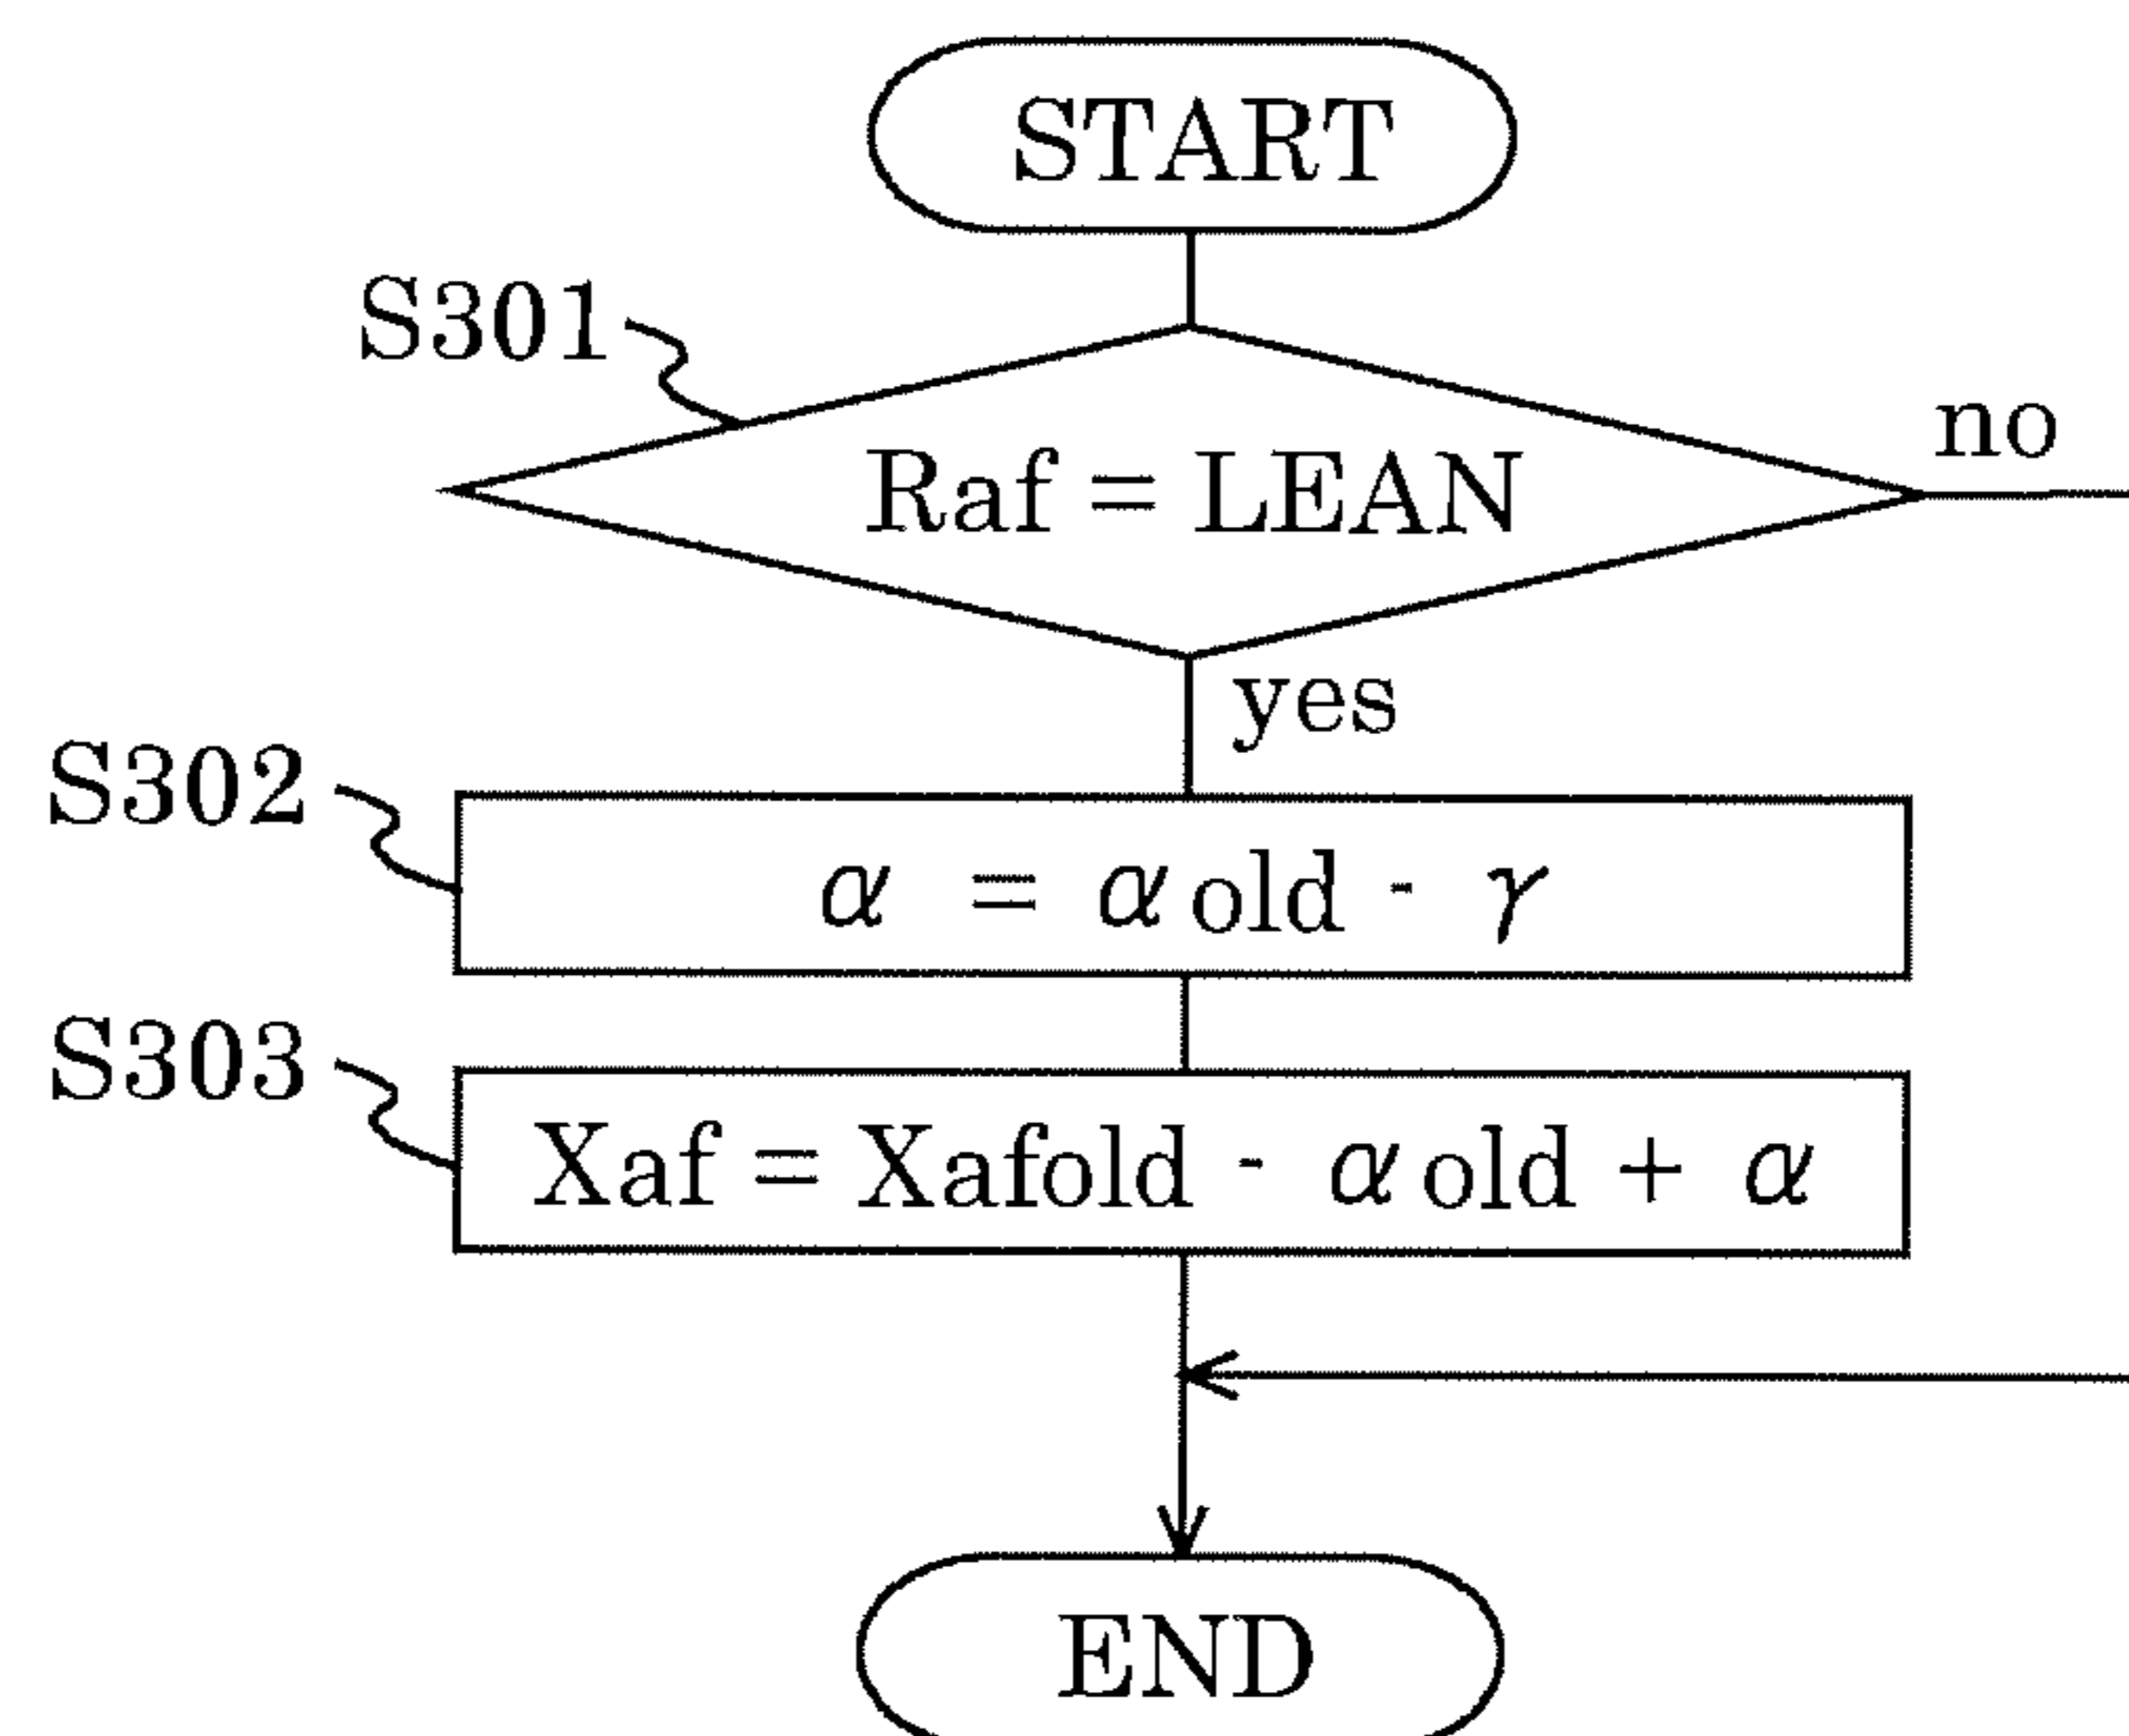 START
S301
Raf = LEAN
no
yes
S302
α = αold - γ
S303
Xaf = Xafold - αold + α
END